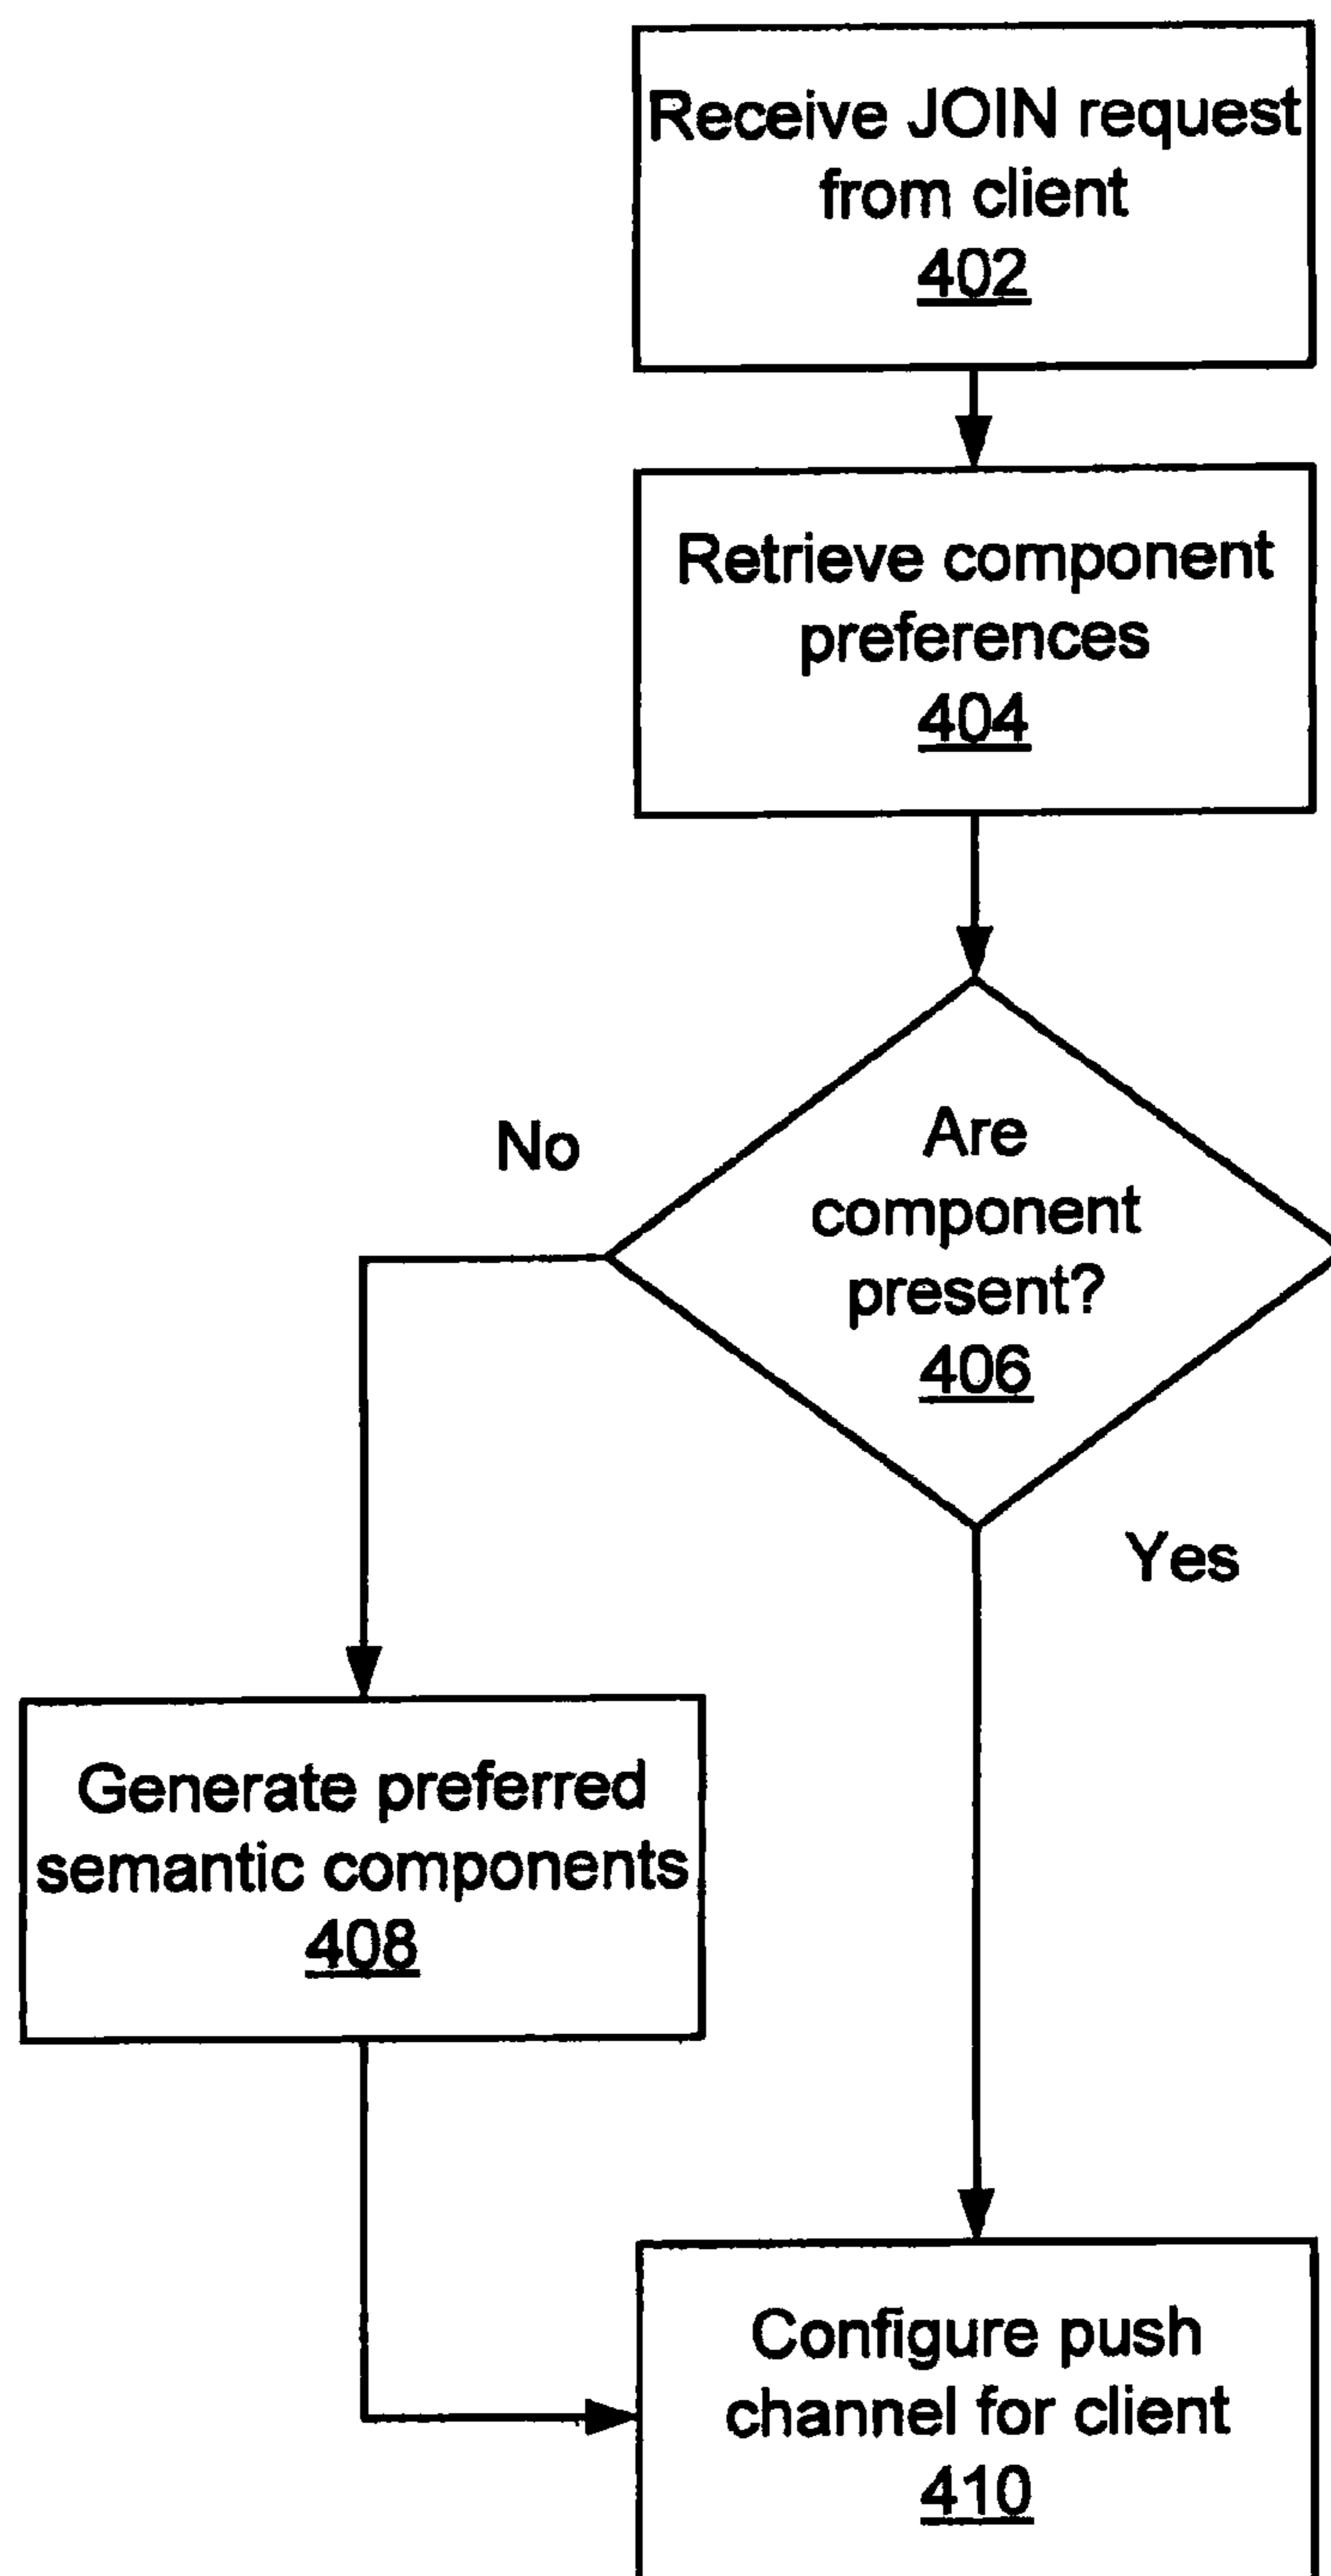 Receive JOIN request
from client
402
Retrieve component
preferences
404
Are
component
present?
406
No
Yes
Generate preferred
semantic components
408
Configure push
channel for client
410